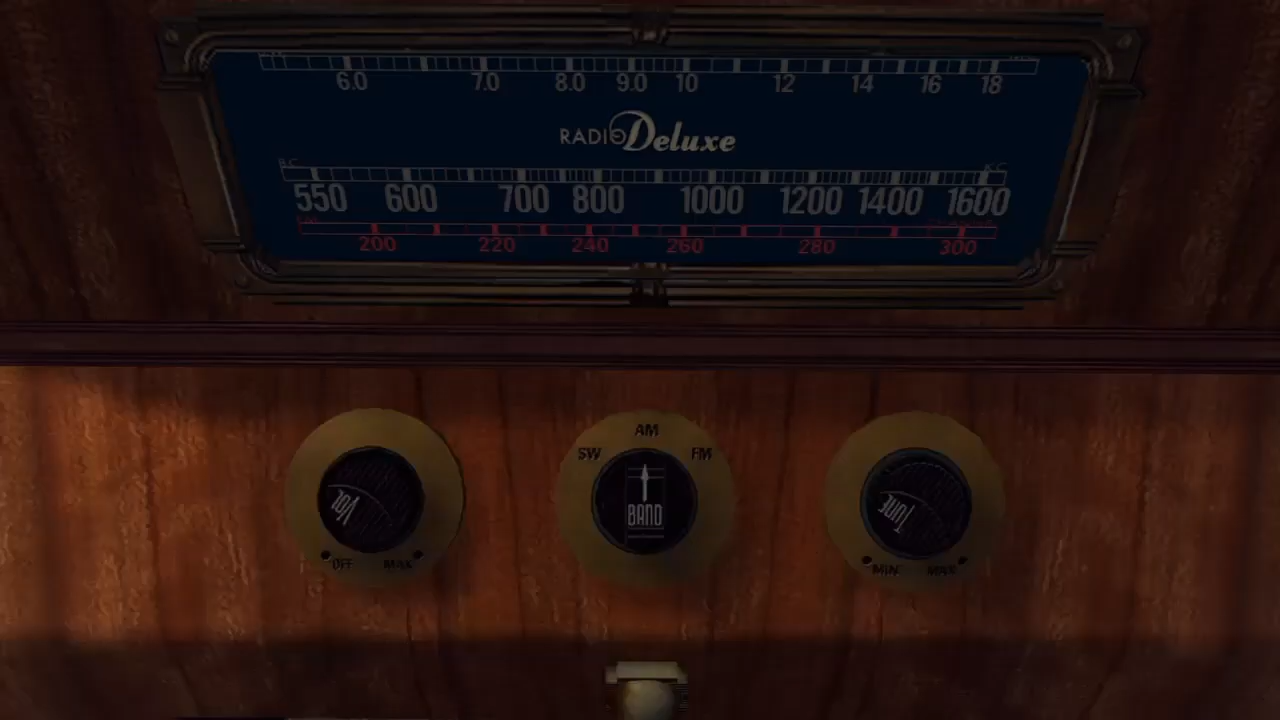 6.0 7.0 8.0 9.0 10 12 14 16 18
RADIO Deluxe
B.C. K.C.
550 600 700 800 1000 1200 1400 1600
200 220 240 260 280 300
AM
SW FM
VOL BAND TUNE
OFF MAX MIN MAX